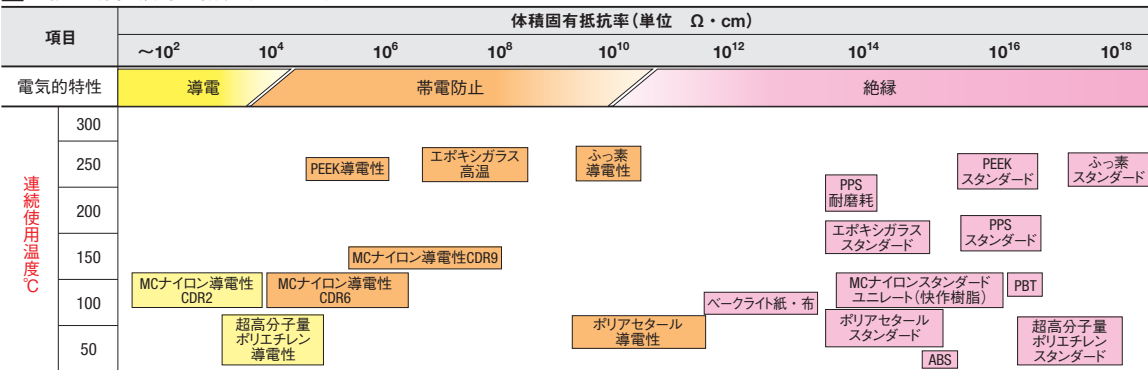 項目
体積固有抵抗率(単位 Ω・cm)
～10² 10⁴ 10⁶ 10⁸ 10¹⁰ 10¹² 10¹⁴ 10¹⁶ 10¹⁸
電気的特性 導電 帯電防止 絶縁
連続使用温度℃
300
250
200
150
100
50
PEEK導電性
エポキシガラス
高温
ふっ素
導電性
PPS
耐磨耗
PEEK
スタンダード
ふっ素
スタンダード
エポキシガラス
スタンダード
PPS
スタンダード
MCナイロン導電性CDR9
MCナイロン導電性
CDR2
MCナイロン導電性
CDR6
ベークライト紙・布
MCナイロンスタンダード
ユニレート(快作樹脂)
PBT
超高分子量
ポリエチレン
導電性
ポリアセタール
導電性
ポリアセタール
スタンダード
ABS
超高分子量
ポリエチレン
スタンダード